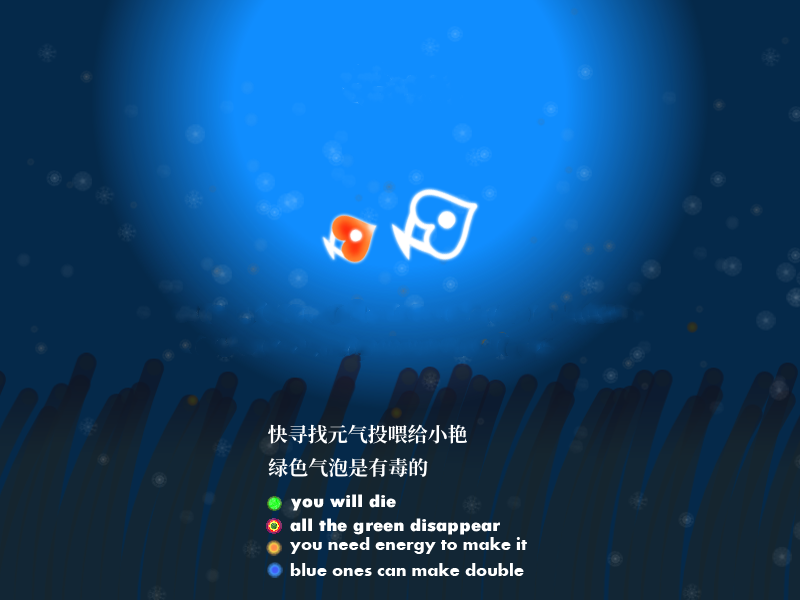 快寻找元气投喂给小艳
绿色气泡是有毒的
you will die
all the green disappear
you need energy to make it
blue ones can make double